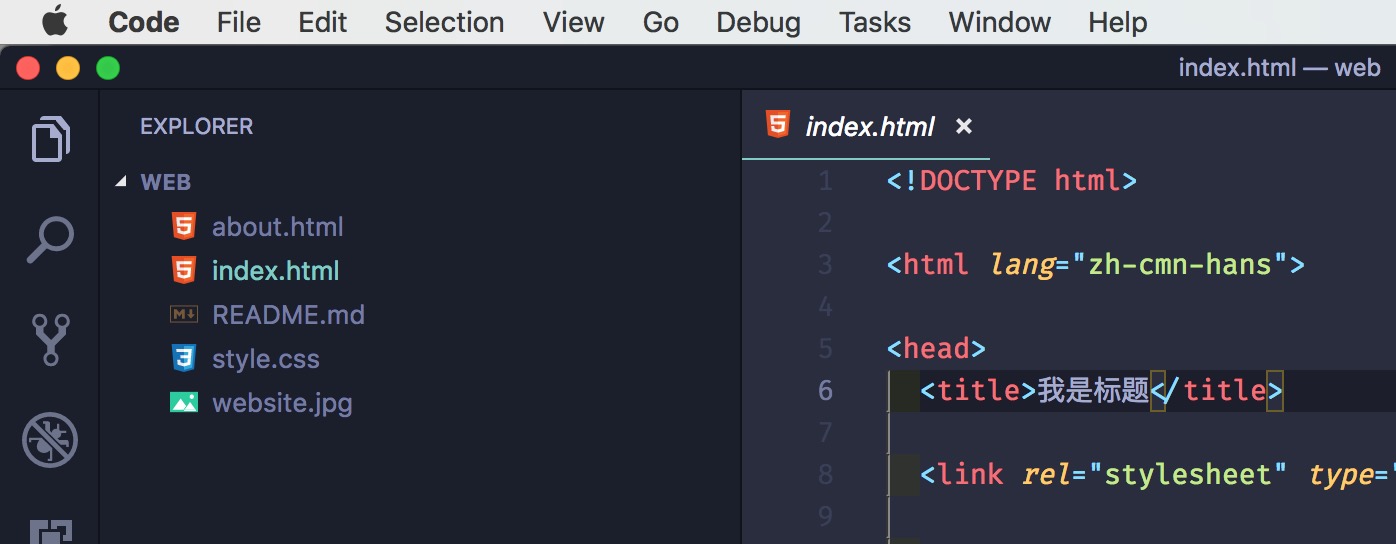 Code File Edit Selection View Go Debug Tasks Window Help
index.html — web
EXPLORER
WEB
about.html
index.html
README.md
style.css
website.jpg
index.html
1 <!DOCTYPE html>
2
3 <html lang="zh-cmn-hans">
4
5 <head>
6 <title>我是标题</title>
7
8 <link rel="stylesheet" type="
9